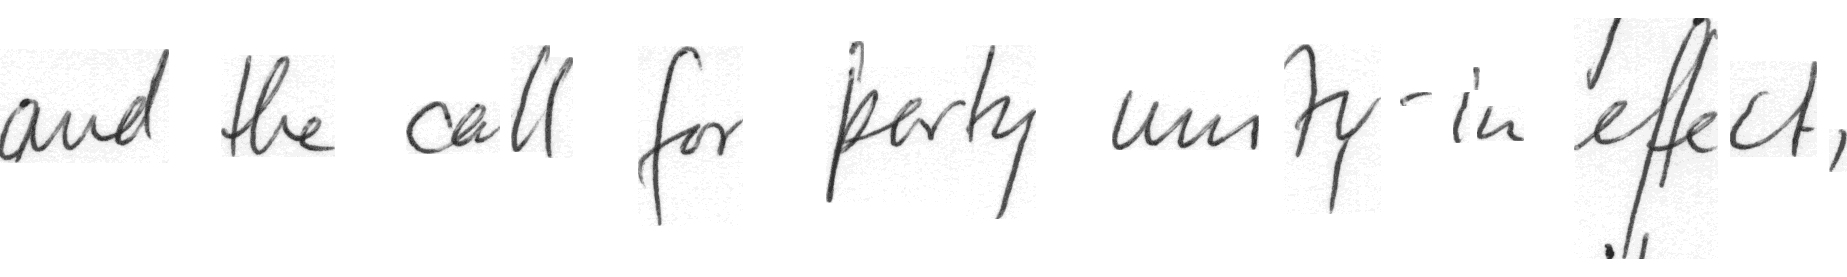 and the call for party unity - in effect,